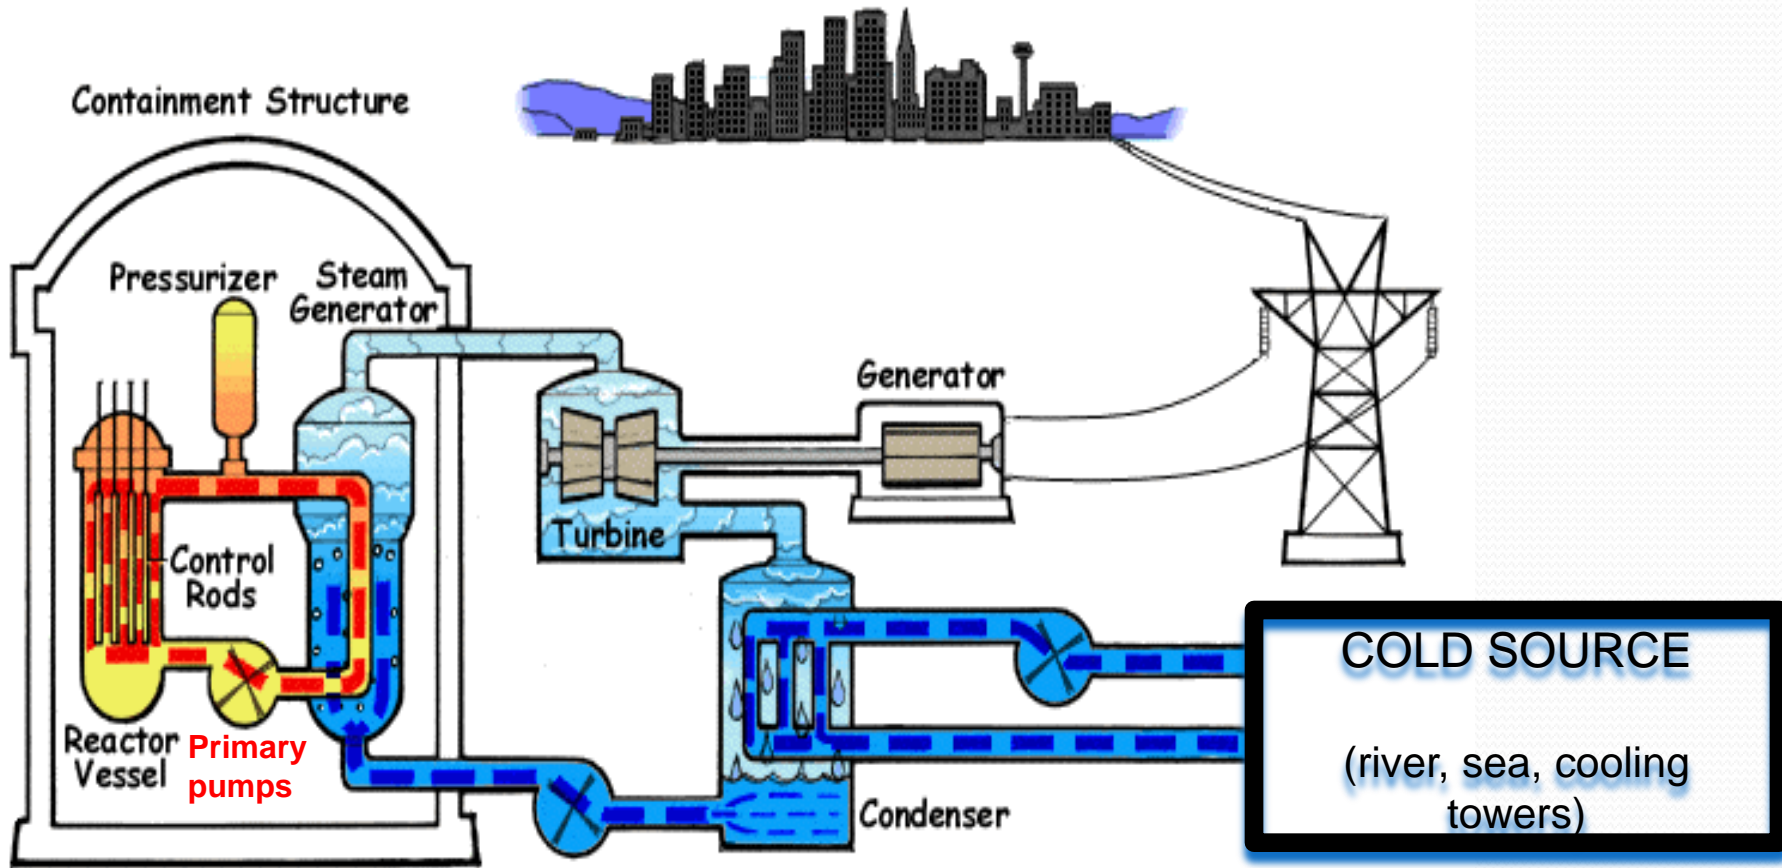 Containment Structure
Pressurizer
Steam
Generator
Generator
Turbine
Control
Rods
Reactor
Vessel
Primary
pumps
Condenser
COLD SOURCE
(river, sea, cooling
towers)